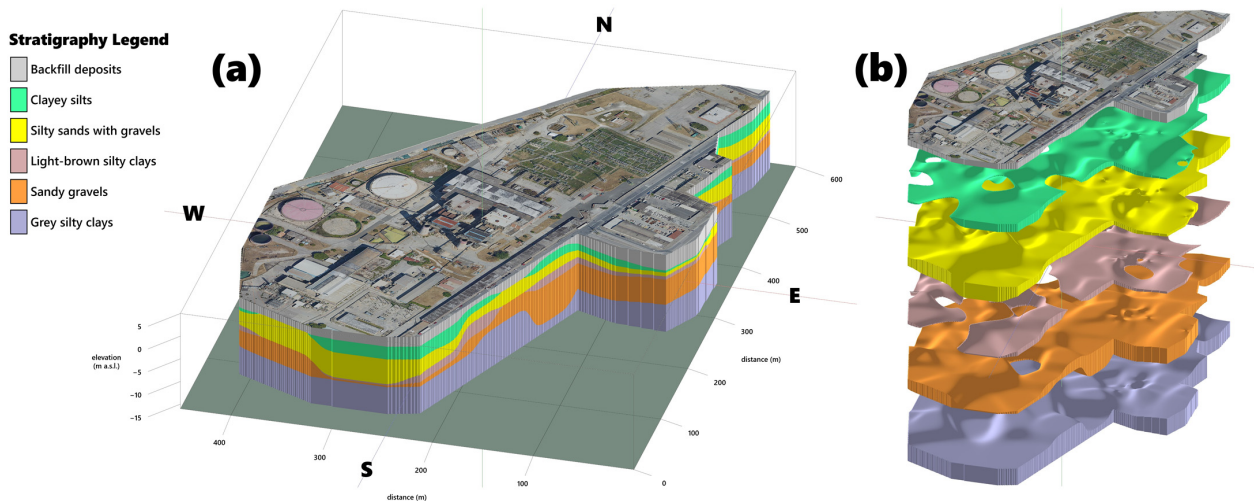 Stratigraphy Legend
Backfill deposits
Clayey silts
Silty sands with gravels
Light-brown silty clays
Sandy gravels
Grey silty clays
(a)
N
W
E
S
5
0
−5
−10
−15
elevation
(m a.s.l.)
400
300
200
100
distance (m)
0
100
200
300
400
500
600
distance (m)
(b)